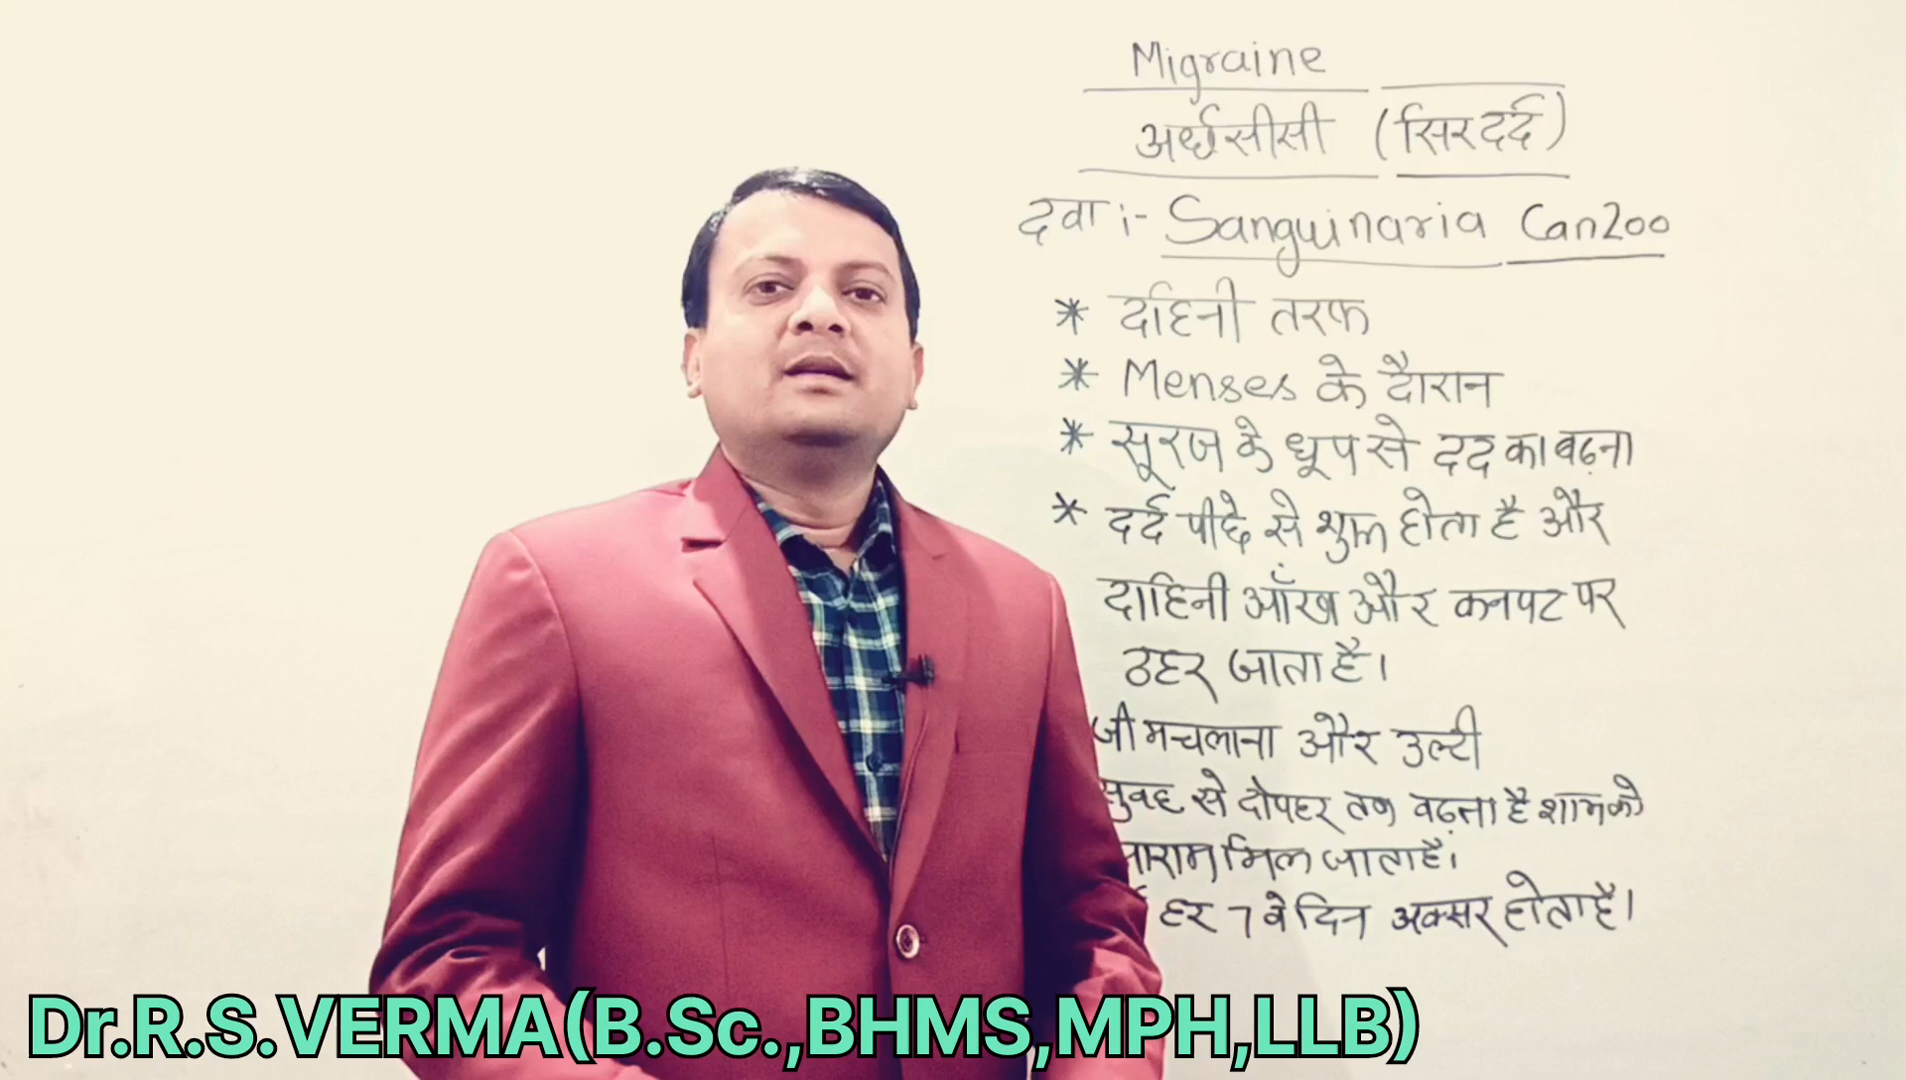 Migraine
अर्धसीसी (सिरदर्द)
दवा :- Sanguinaria Can200
* दाहिनी तरफ
* Menses के दौरान
* सूरज के धूप से दर्द का बढ़ना
* दर्द पीछे से शुरू होता है और
दाहिनी आँख और कनपट पर
ठहर जाता है।
जी मचलाना और उल्टी
सुबह से दोपहर तक बढ़ता है शाम को
आराम मिल जाता है।
हर 7 वे दिन अक्सर होता है।
Dr.R.S.VERMA(B.Sc.,BHMS,MPH,LLB)